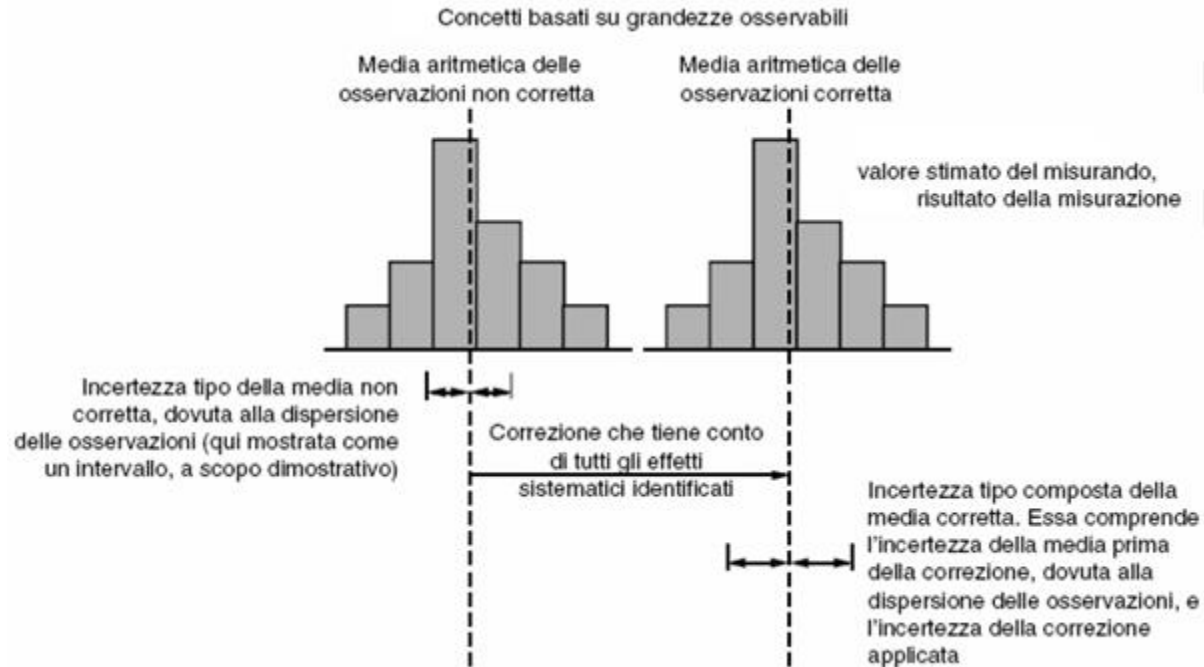 Concetti basati su grandezze osservabili
Media aritmetica delle
osservazioni non corretta
Media aritmetica delle
osservazioni corretta
valore stimato del misurando,
risultato della misurazione
Incertezza tipo della media non
corretta, dovuta alla dispersione
delle osservazioni (qui mostrata come
un intervallo, a scopo dimostrativo)
Correzione che tiene conto
di tutti gli effetti
sistematici identificati
Incertezza tipo composta della
media corretta. Essa comprende
l'incertezza della media prima
della correzione, dovuta alla
dispersione delle osservazioni, e
l'incertezza della correzione
applicata